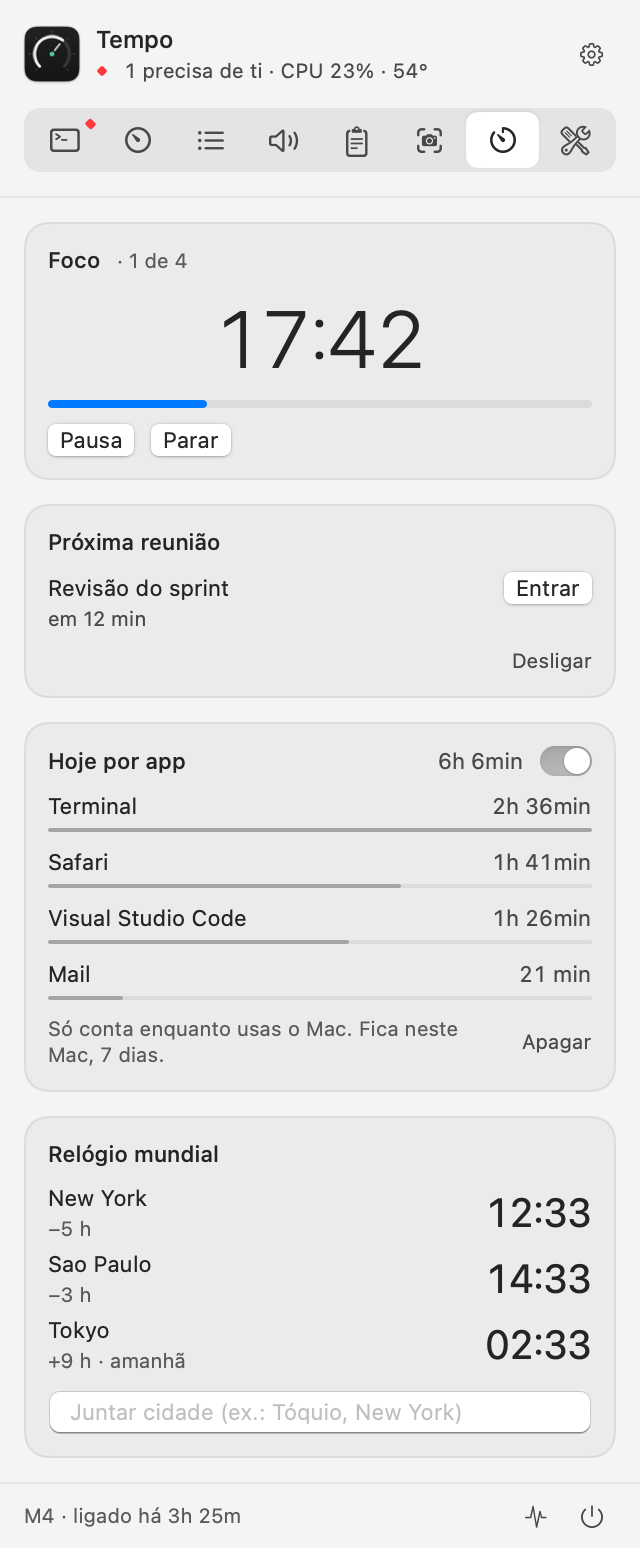 Tempo
1 precisa de ti · CPU 23% · 54°
Foco · 1 de 4
17:42
Pausa Parar
Próxima reunião
Revisão do sprint Entrar
em 12 min
Desligar
Hoje por app 6h 6min
Terminal 2h 36min
Safari 1h 41min
Visual Studio Code 1h 26min
Mail 21 min
Só conta enquanto usas o Mac. Fica neste
Mac, 7 dias. Apagar
Relógio mundial
New York 12:33
–5 h
Sao Paulo 14:33
–3 h
Tokyo 02:33
+9 h · amanhã
Juntar cidade (ex.: Tóquio, New York)
M4 · ligado há 3h 25m